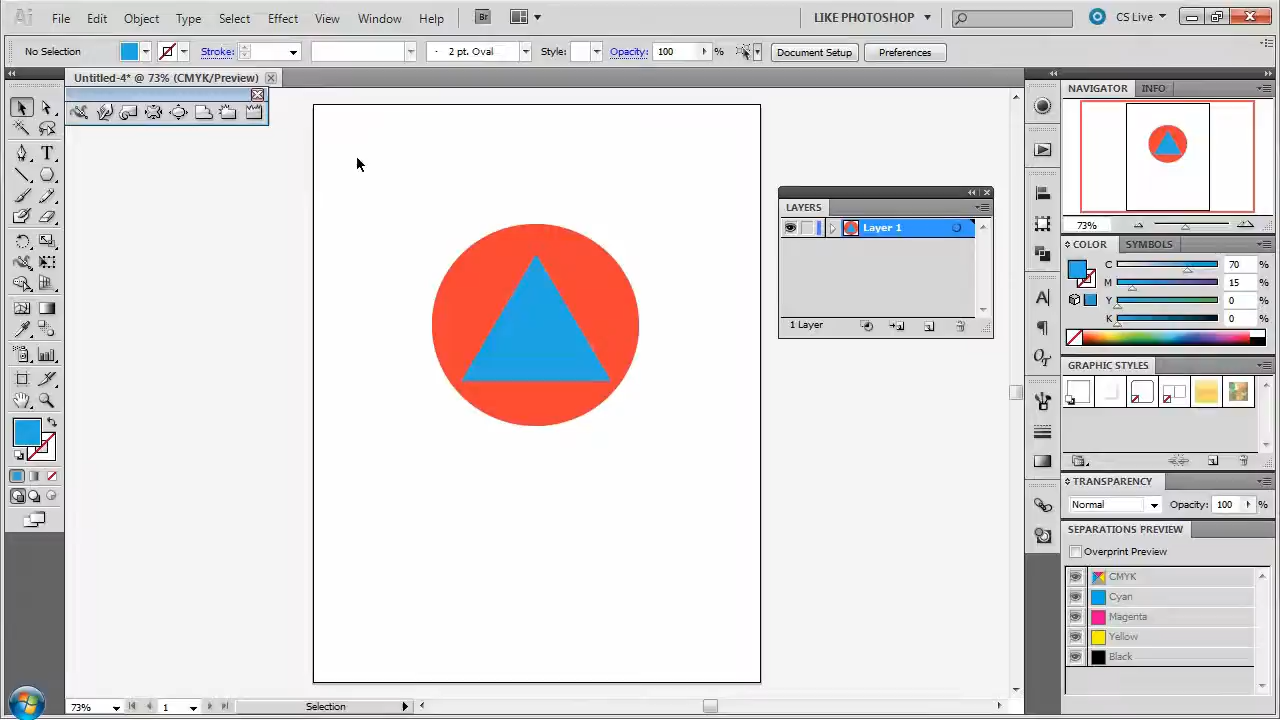 Ai File Edit Object Type Select Effect View Window Help Br LIKE PHOTOSHOP CS Live
No Selection Stroke: 2 pt. Oval Style: Opacity: 100 % Document Setup Preferences
Untitled-4* @ 73% (CMYK/Preview)
NAVIGATOR INFO
73%
LAYERS
Layer 1
1 Layer
COLOR SYMBOLS
C 70 %
M 15 %
Y 0 %
K 0 %
GRAPHIC STYLES
TRANSPARENCY
Normal Opacity: 100 %
SEPARATIONS PREVIEW
Overprint Preview
CMYK
Cyan
Magenta
Yellow
Black
73% 1 Selection